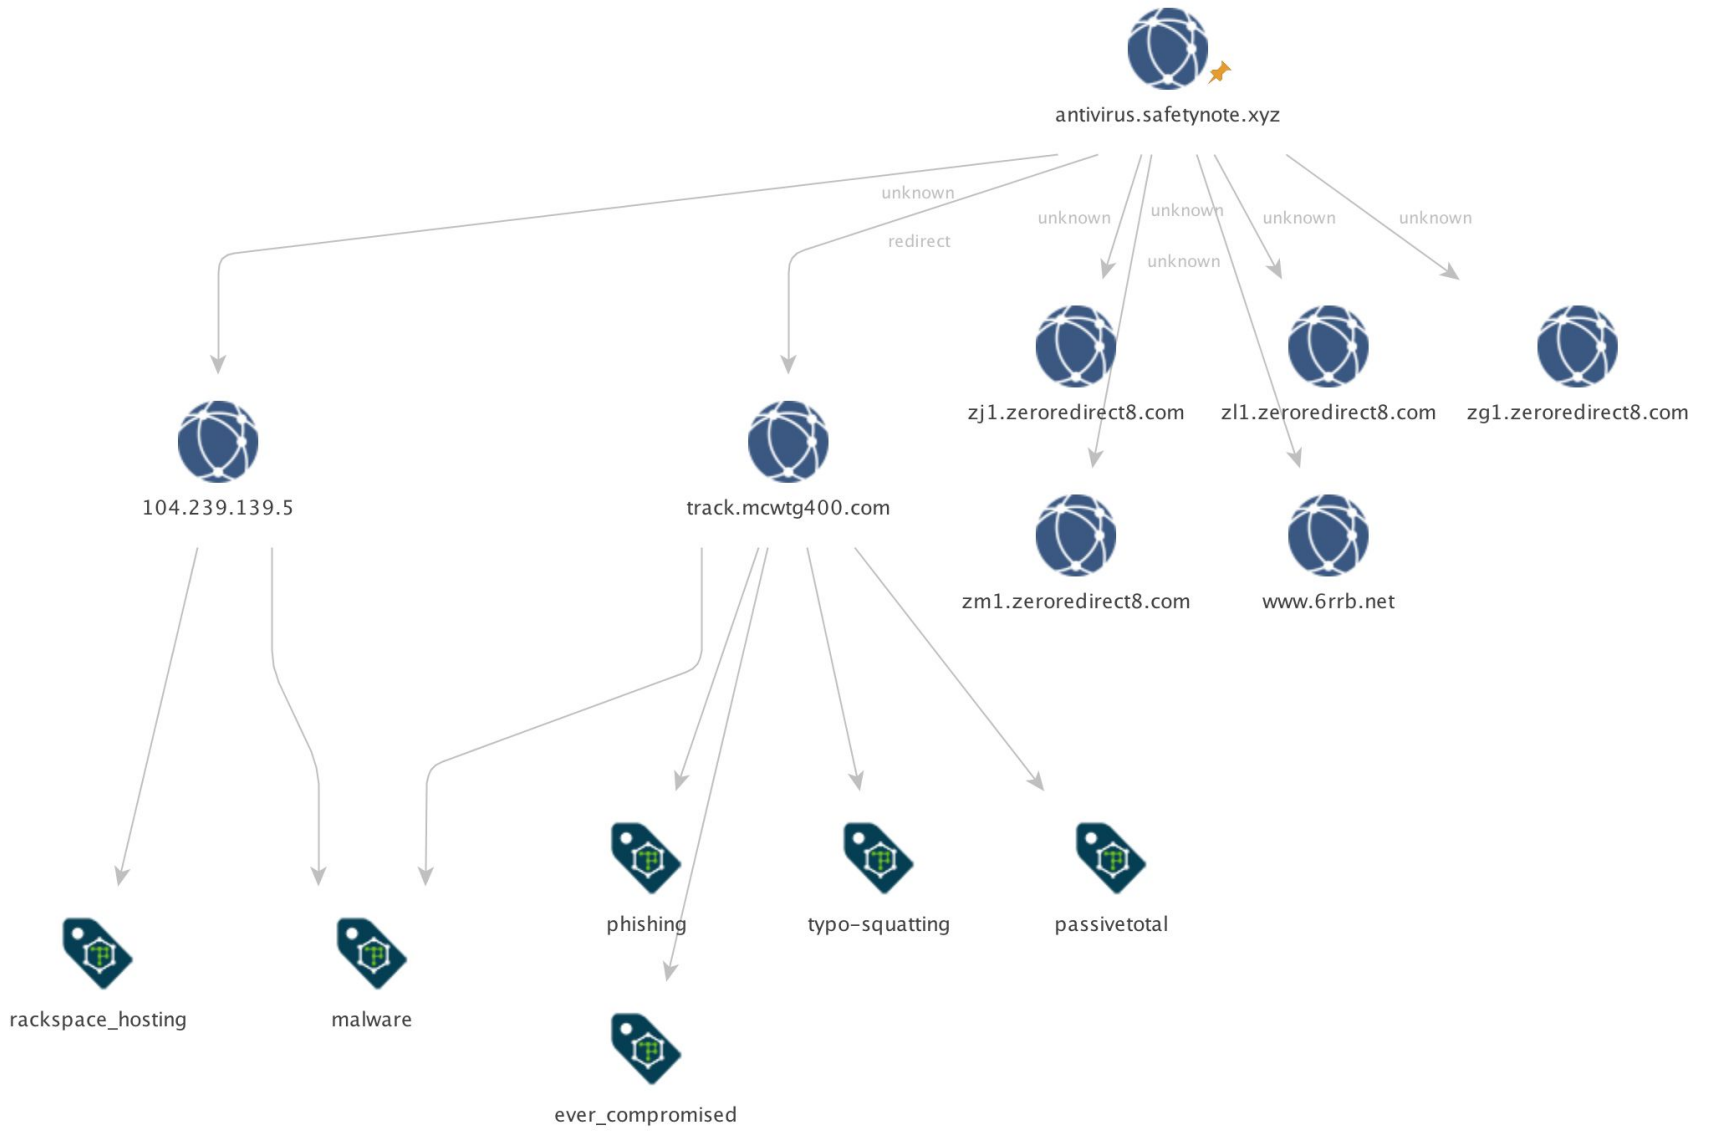 antivirus.safetynote.xyz
unknown
redirect
unknown
unknown
unknown
unknown
unknown
zj1.zeroredirect8.com
zl1.zeroredirect8.com
zg1.zeroredirect8.com
104.239.139.5
track.mcwtg400.com
zm1.zeroredirect8.com
www.6rrb.net
phishing
typo-squatting
passivetotal
rackspace_hosting
malware
ever_compromised